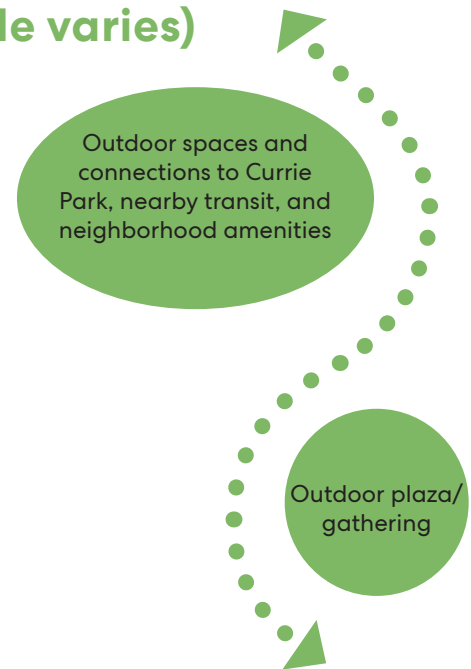 le varies)
Outdoor spaces and
connections to Currie
Park, nearby transit, and
neighborhood amenities
Outdoor plaza/
gathering